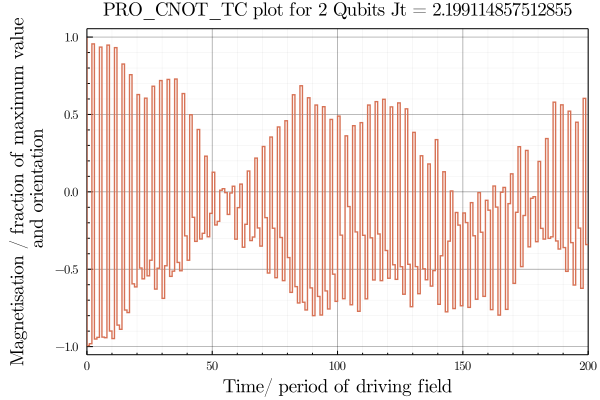 PRO_CNOT_TC plot for 2 Qubits Jt = 2.199114857512855
Magnetisation / fraction of maximum value
and orientation
1.0
0.5
0.0
−0.5
−1.0
0 50 100 150 200
Time/ period of driving field